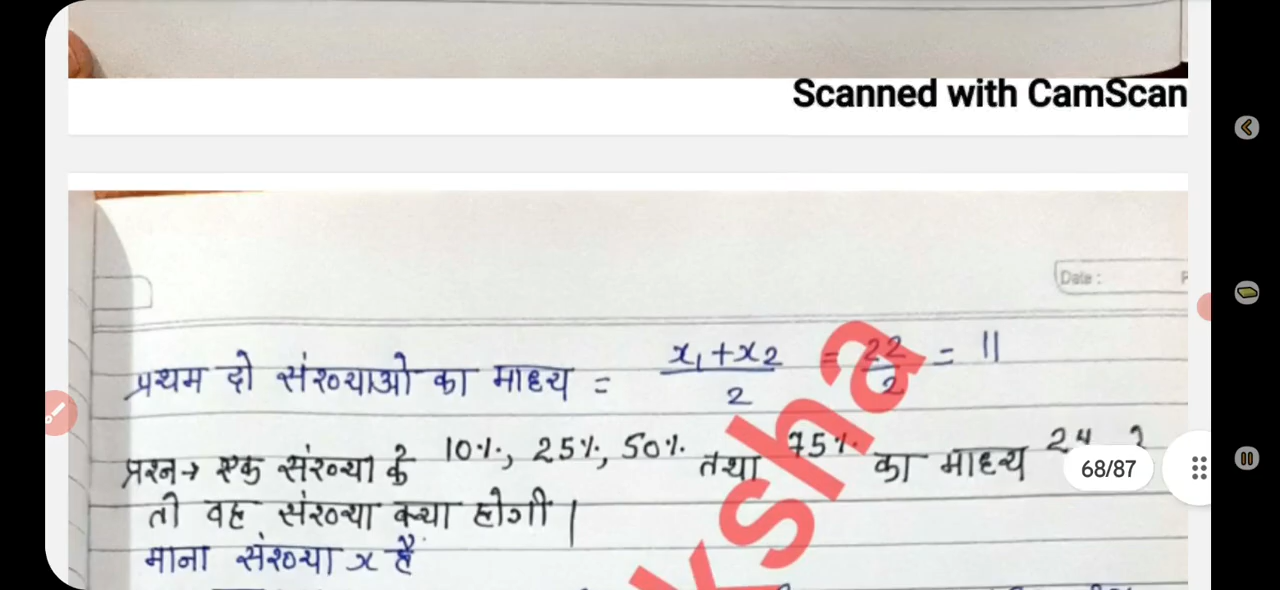 Scanned with CamScan
Date :
प्रथम दो संख्याओ का माध्य = x₁+x₂/2 = 22/2 = 11
प्रश्न→ एक संख्या के 10%, 25%, 50% तथा 75% का माध्य 24
68/87
तो वह संख्या क्या होगी |
माना संख्या x है
ksha